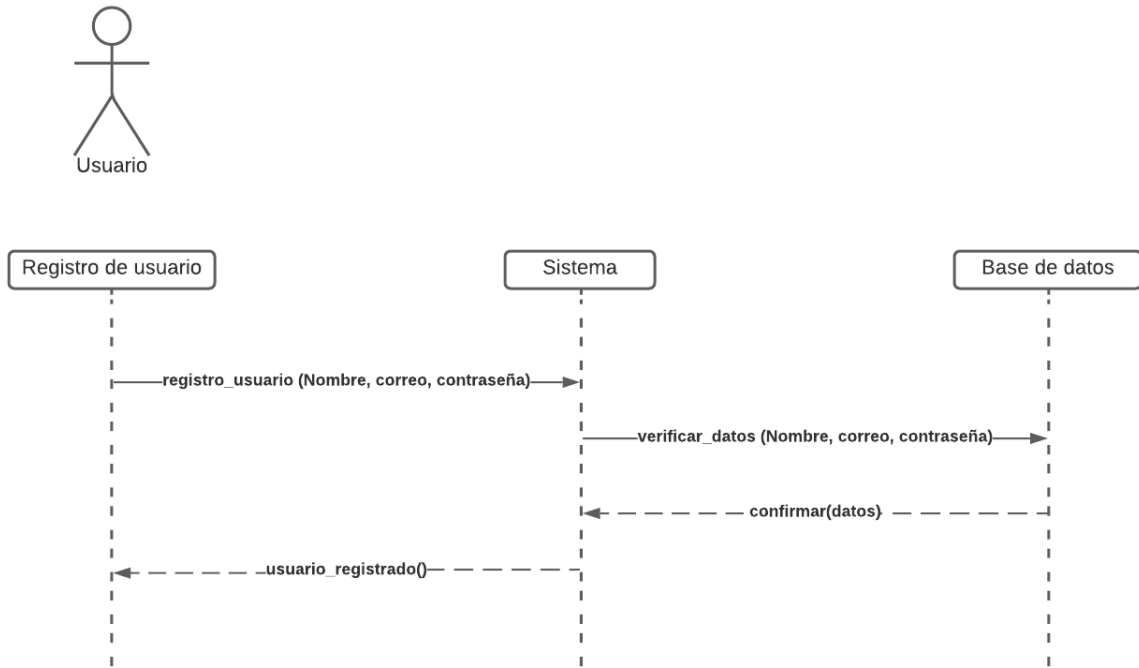 Usuario
Registro de usuario
Sistema
Base de datos
registro_usuario (Nombre, correo, contraseña)
verificar_datos (Nombre, correo, contraseña)
confirmar(datos)
usuario_registrado()